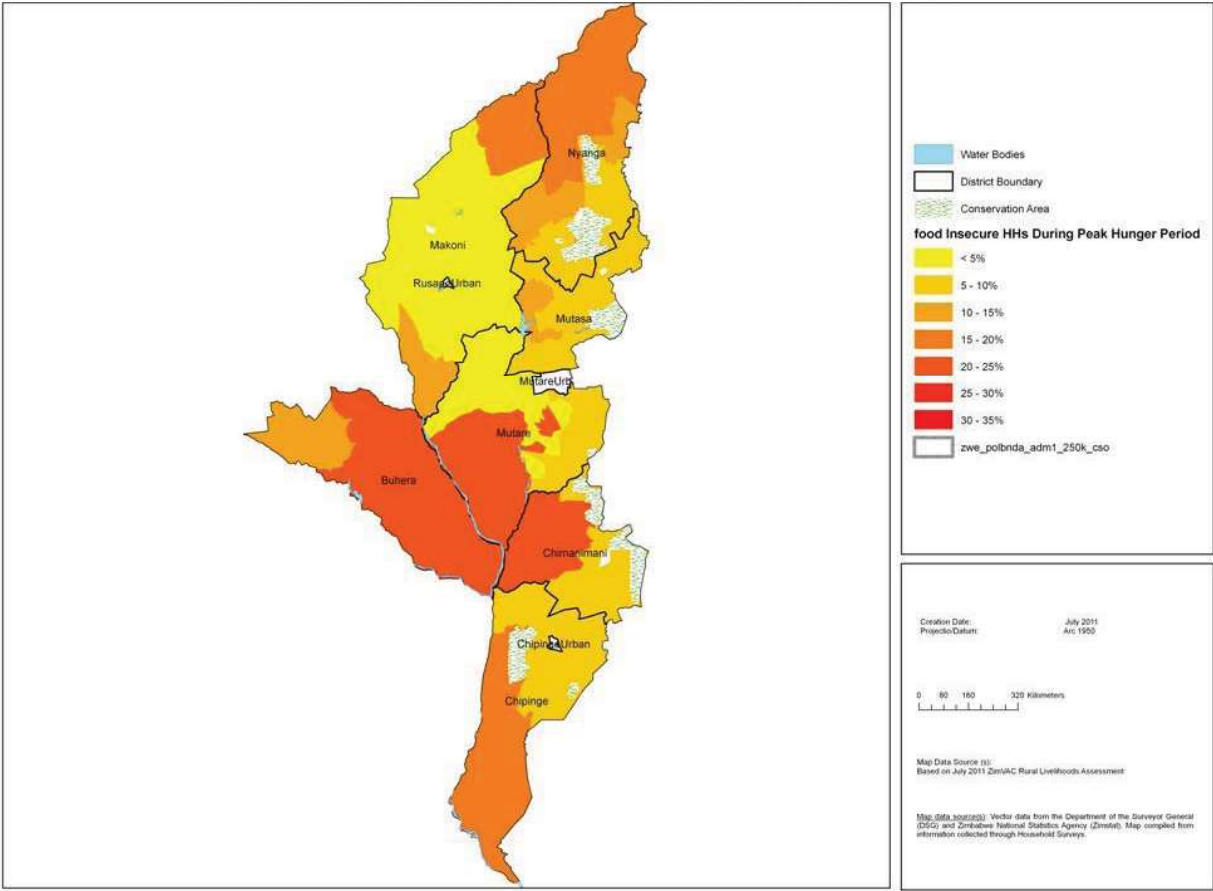 Nyanga
Makoni
Rusape Urban
Mutasa
MutareUrb
Mutare
Buhera
Chimanimani
Chipinge Urban
Chipinge
Water Bodies
District Boundary
Conservation Area
food Insecure HHs During Peak Hunger Period
< 5%
5 - 10%
10 - 15%
15 - 20%
20 - 25%
25 - 30%
30 - 35%
zwe_polbnda_adm1_250k_cso
Creation Date: July 2011
Projectio/Datum: Arc 1950
0 80 160 320 Kilometers
Map Data Source (s):
Based on July 2011 ZimVAC Rural Livelihoods Assessment
Map data source(s): Vector data from the Department of the Surveyor General
(DSG) and Zimbabwe National Statistics Agency (Zimstat). Map compiled from
information collected through Household Surveys.